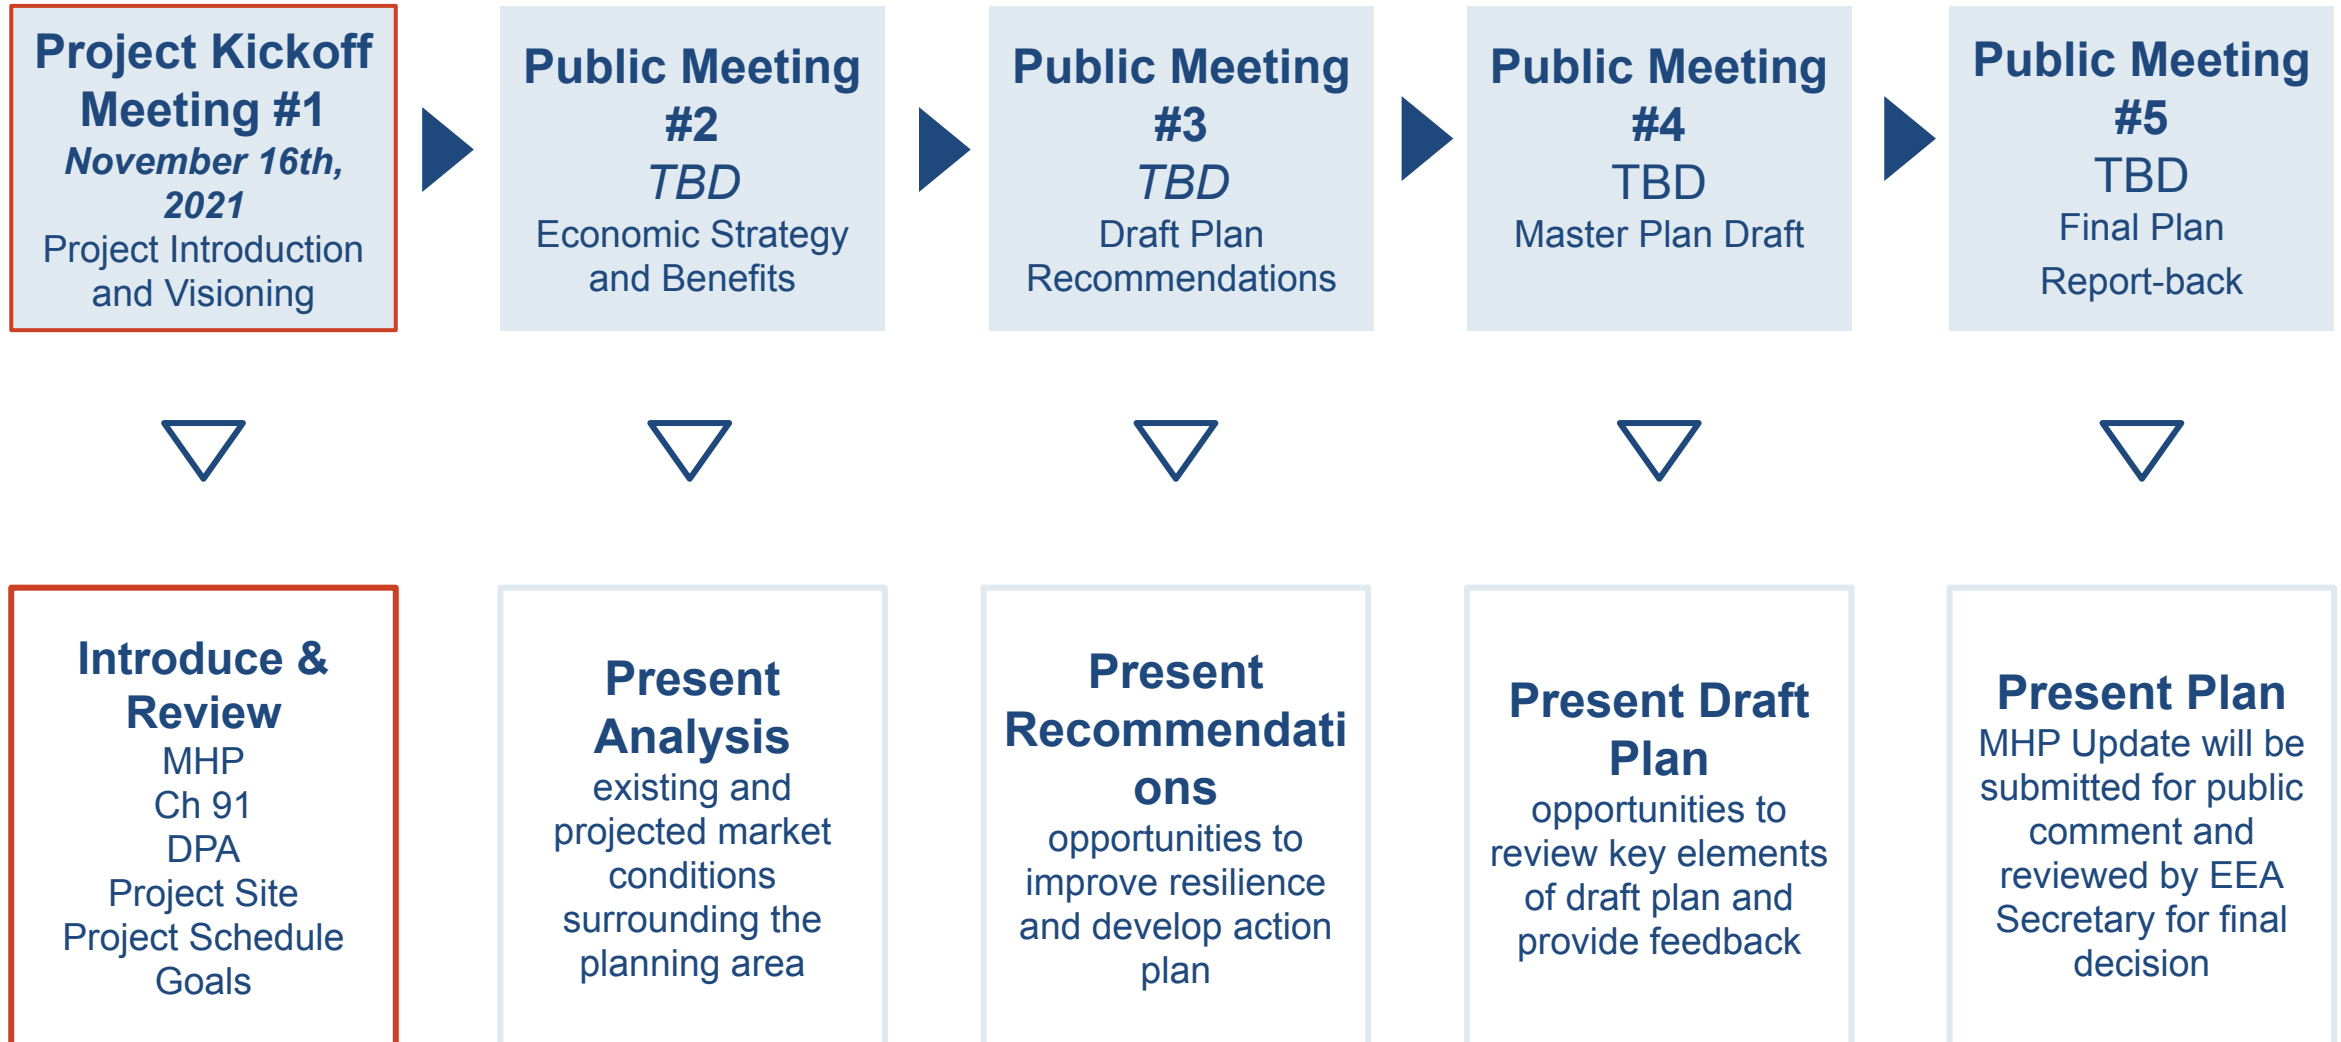 Project Kickoff
Meeting #1
November 16th,
2021
Project Introduction
and Visioning
Public Meeting
#2
TBD
Economic Strategy
and Benefits
Public Meeting
#3
TBD
Draft Plan
Recommendations
Public Meeting
#4
TBD
Master Plan Draft
Public Meeting
#5
TBD
Final Plan
Report-back
Introduce &
Review
MHP
Ch 91
DPA
Project Site
Project Schedule
Goals
Present
Analysis
existing and
projected market
conditions
surrounding the
planning area
Present
Recommendati
ons
opportunities to
improve resilience
and develop action
plan
Present Draft
Plan
opportunities to
review key elements
of draft plan and
provide feedback
Present Plan
MHP Update will be
submitted for public
comment and
reviewed by EEA
Secretary for final
decision